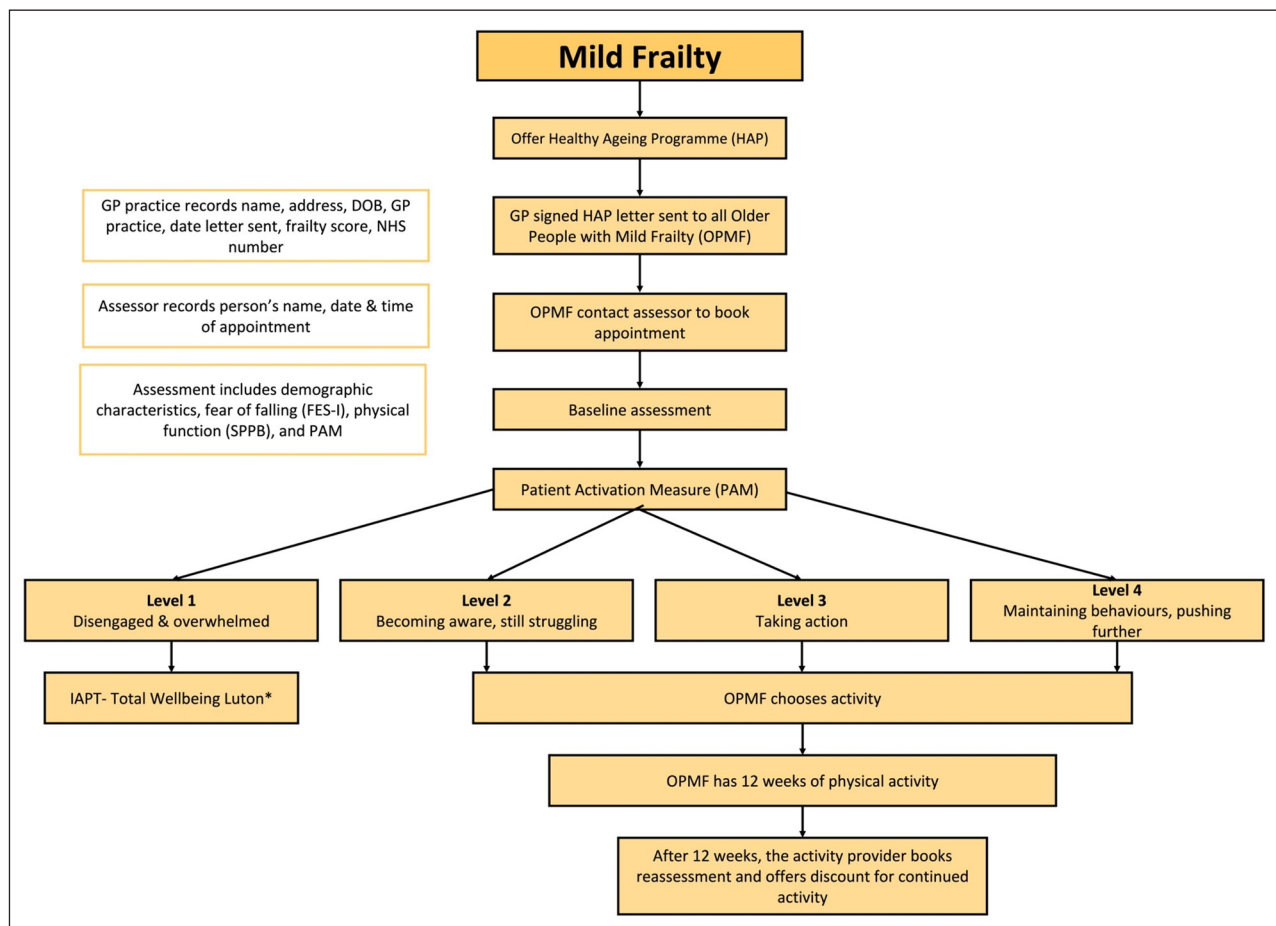 Mild Frailty
Offer Healthy Ageing Programme (HAP)
GP practice records name, address, DOB, GP
practice, date letter sent, frailty score, NHS
number
GP signed HAP letter sent to all Older
People with Mild Frailty (OPMF)
Assessor records person’s name, date & time
of appointment
OPMF contact assessor to book
appointment
Assessment includes demographic
characteristics, fear of falling (FES-I), physical
function (SPPB), and PAM
Baseline assessment
Patient Activation Measure (PAM)
Level 1
Disengaged & overwhelmed
Level 2
Becoming aware, still struggling
Level 3
Taking action
Level 4
Maintaining behaviours, pushing
further
IAPT- Total Wellbeing Luton*
OPMF chooses activity
OPMF has 12 weeks of physical activity
After 12 weeks, the activity provider books
reassessment and offers discount for continued
activity